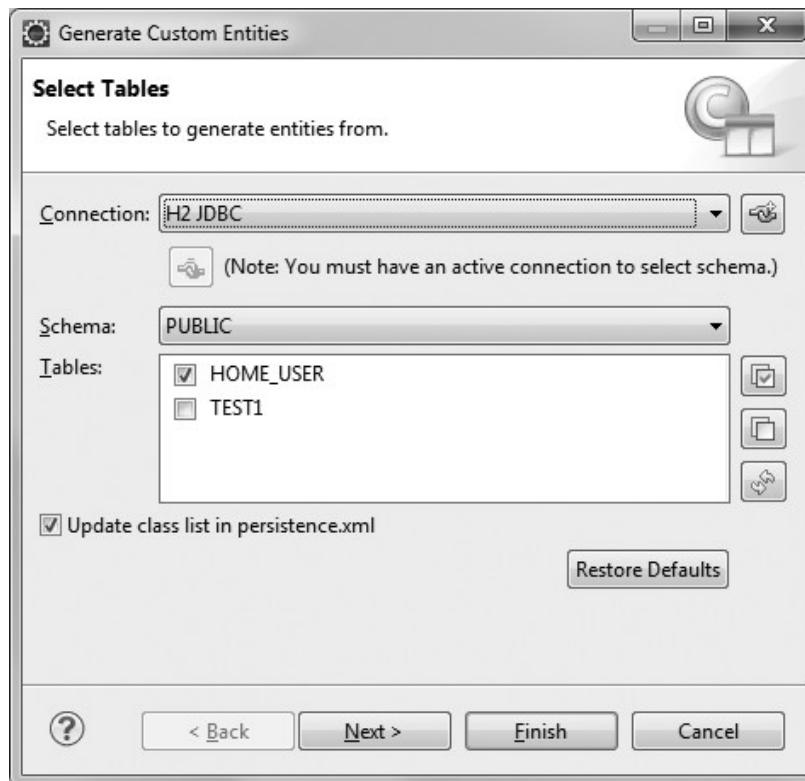 Generate Custom Entities
Select Tables
Select tables to generate entities from.
Connection: H2 JDBC
(Note: You must have an active connection to select schema.)
Schema: PUBLIC
Tables: HOME_USER
TEST1
Update class list in persistence.xml
Restore Defaults
? < Back Next > Finish Cancel